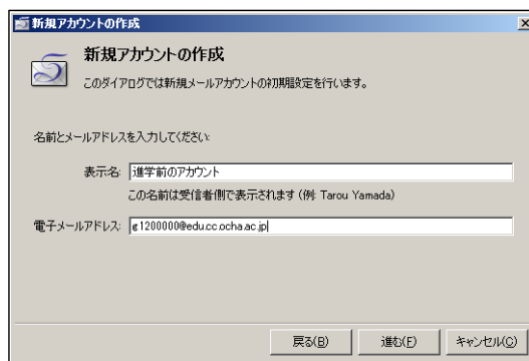 新規アカウントの作成
新規アカウントの作成
このダイアログでは新規メールアカウントの初期設定を行います。
名前とメールアドレスを入力してください:
表示名: 進学前のアカウント
この名前は受信者側で表示されます (例: Tarou Yamada)
電子メールアドレス: g1200000@edu.cc.ocha.ac.jp
戻る(B) 進む(F) キャンセル(C)